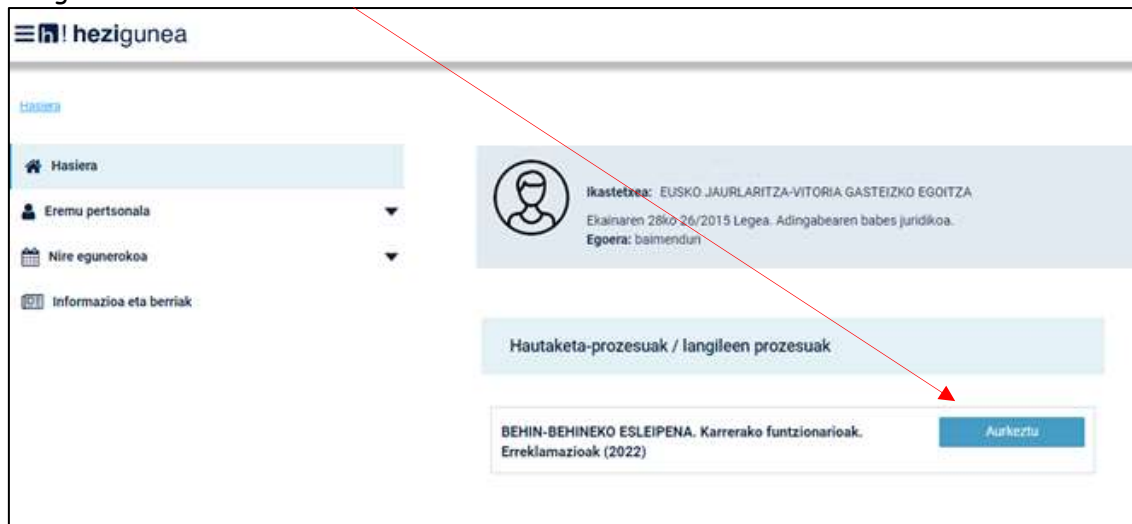 h! hezigunea
Hasiera
Hasiera
Eremu pertsonala
Nire egunerokoa
Informazioa eta berriak
Ikastetxea: EUSKO JAURLARITZA-VITORIA GASTEIZKO EGOITZA
Ekainaren 28ko 26/2015 Legea. Adingabearen babes juridikoa.
Egoera: baimenduri
Hautaketa-prozesuak / langileen prozesuak
BEHIN-BEHINEKO ESLEIPENA. Karrerako funtzionarioak.
Erreklamazioak (2022)
Aurkeztu